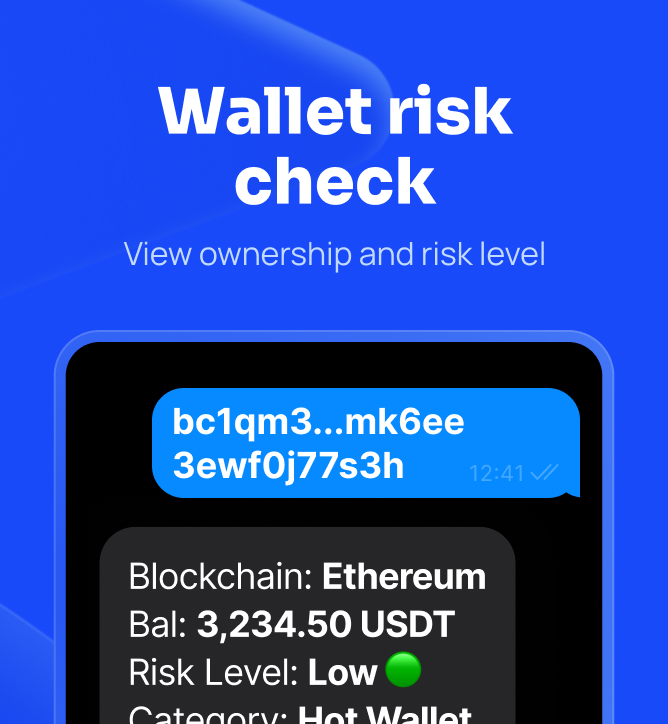 Wallet risk
check
View ownership and risk level
bc1qm3...mk6ee
3ewf0j77s3h
12:41
Blockchain: Ethereum
Bal: 3,234.50 USDT
Risk Level: Low
Category: Hot Wallet